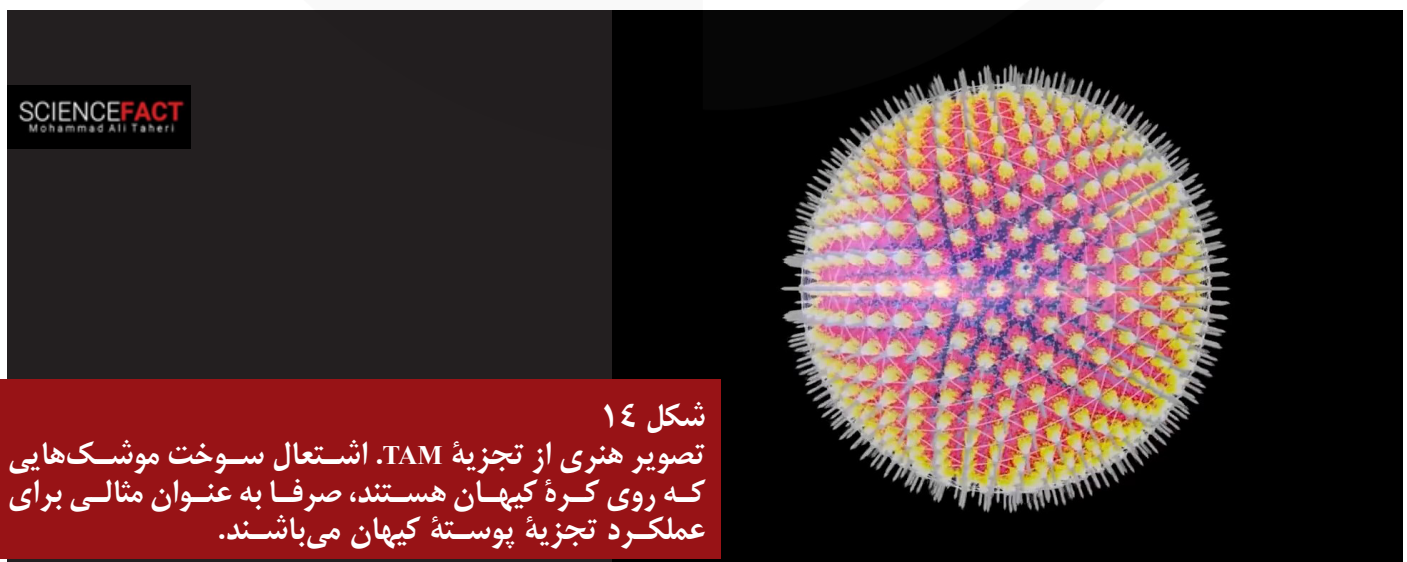 SCIENCEFACT
Mohammad Ali Taheri
شکل ١٤
تصویر هنری از تجزیهٔ TAM. اشـتعال سـوخت موشـک‌هایی
کـه روی کـرهٔ کیهـان هسـتند، صرفـا به عنـوان مثالـی برای
عملکـرد تجزیهٔ پوسـتهٔ کیهان می‌باشـند.